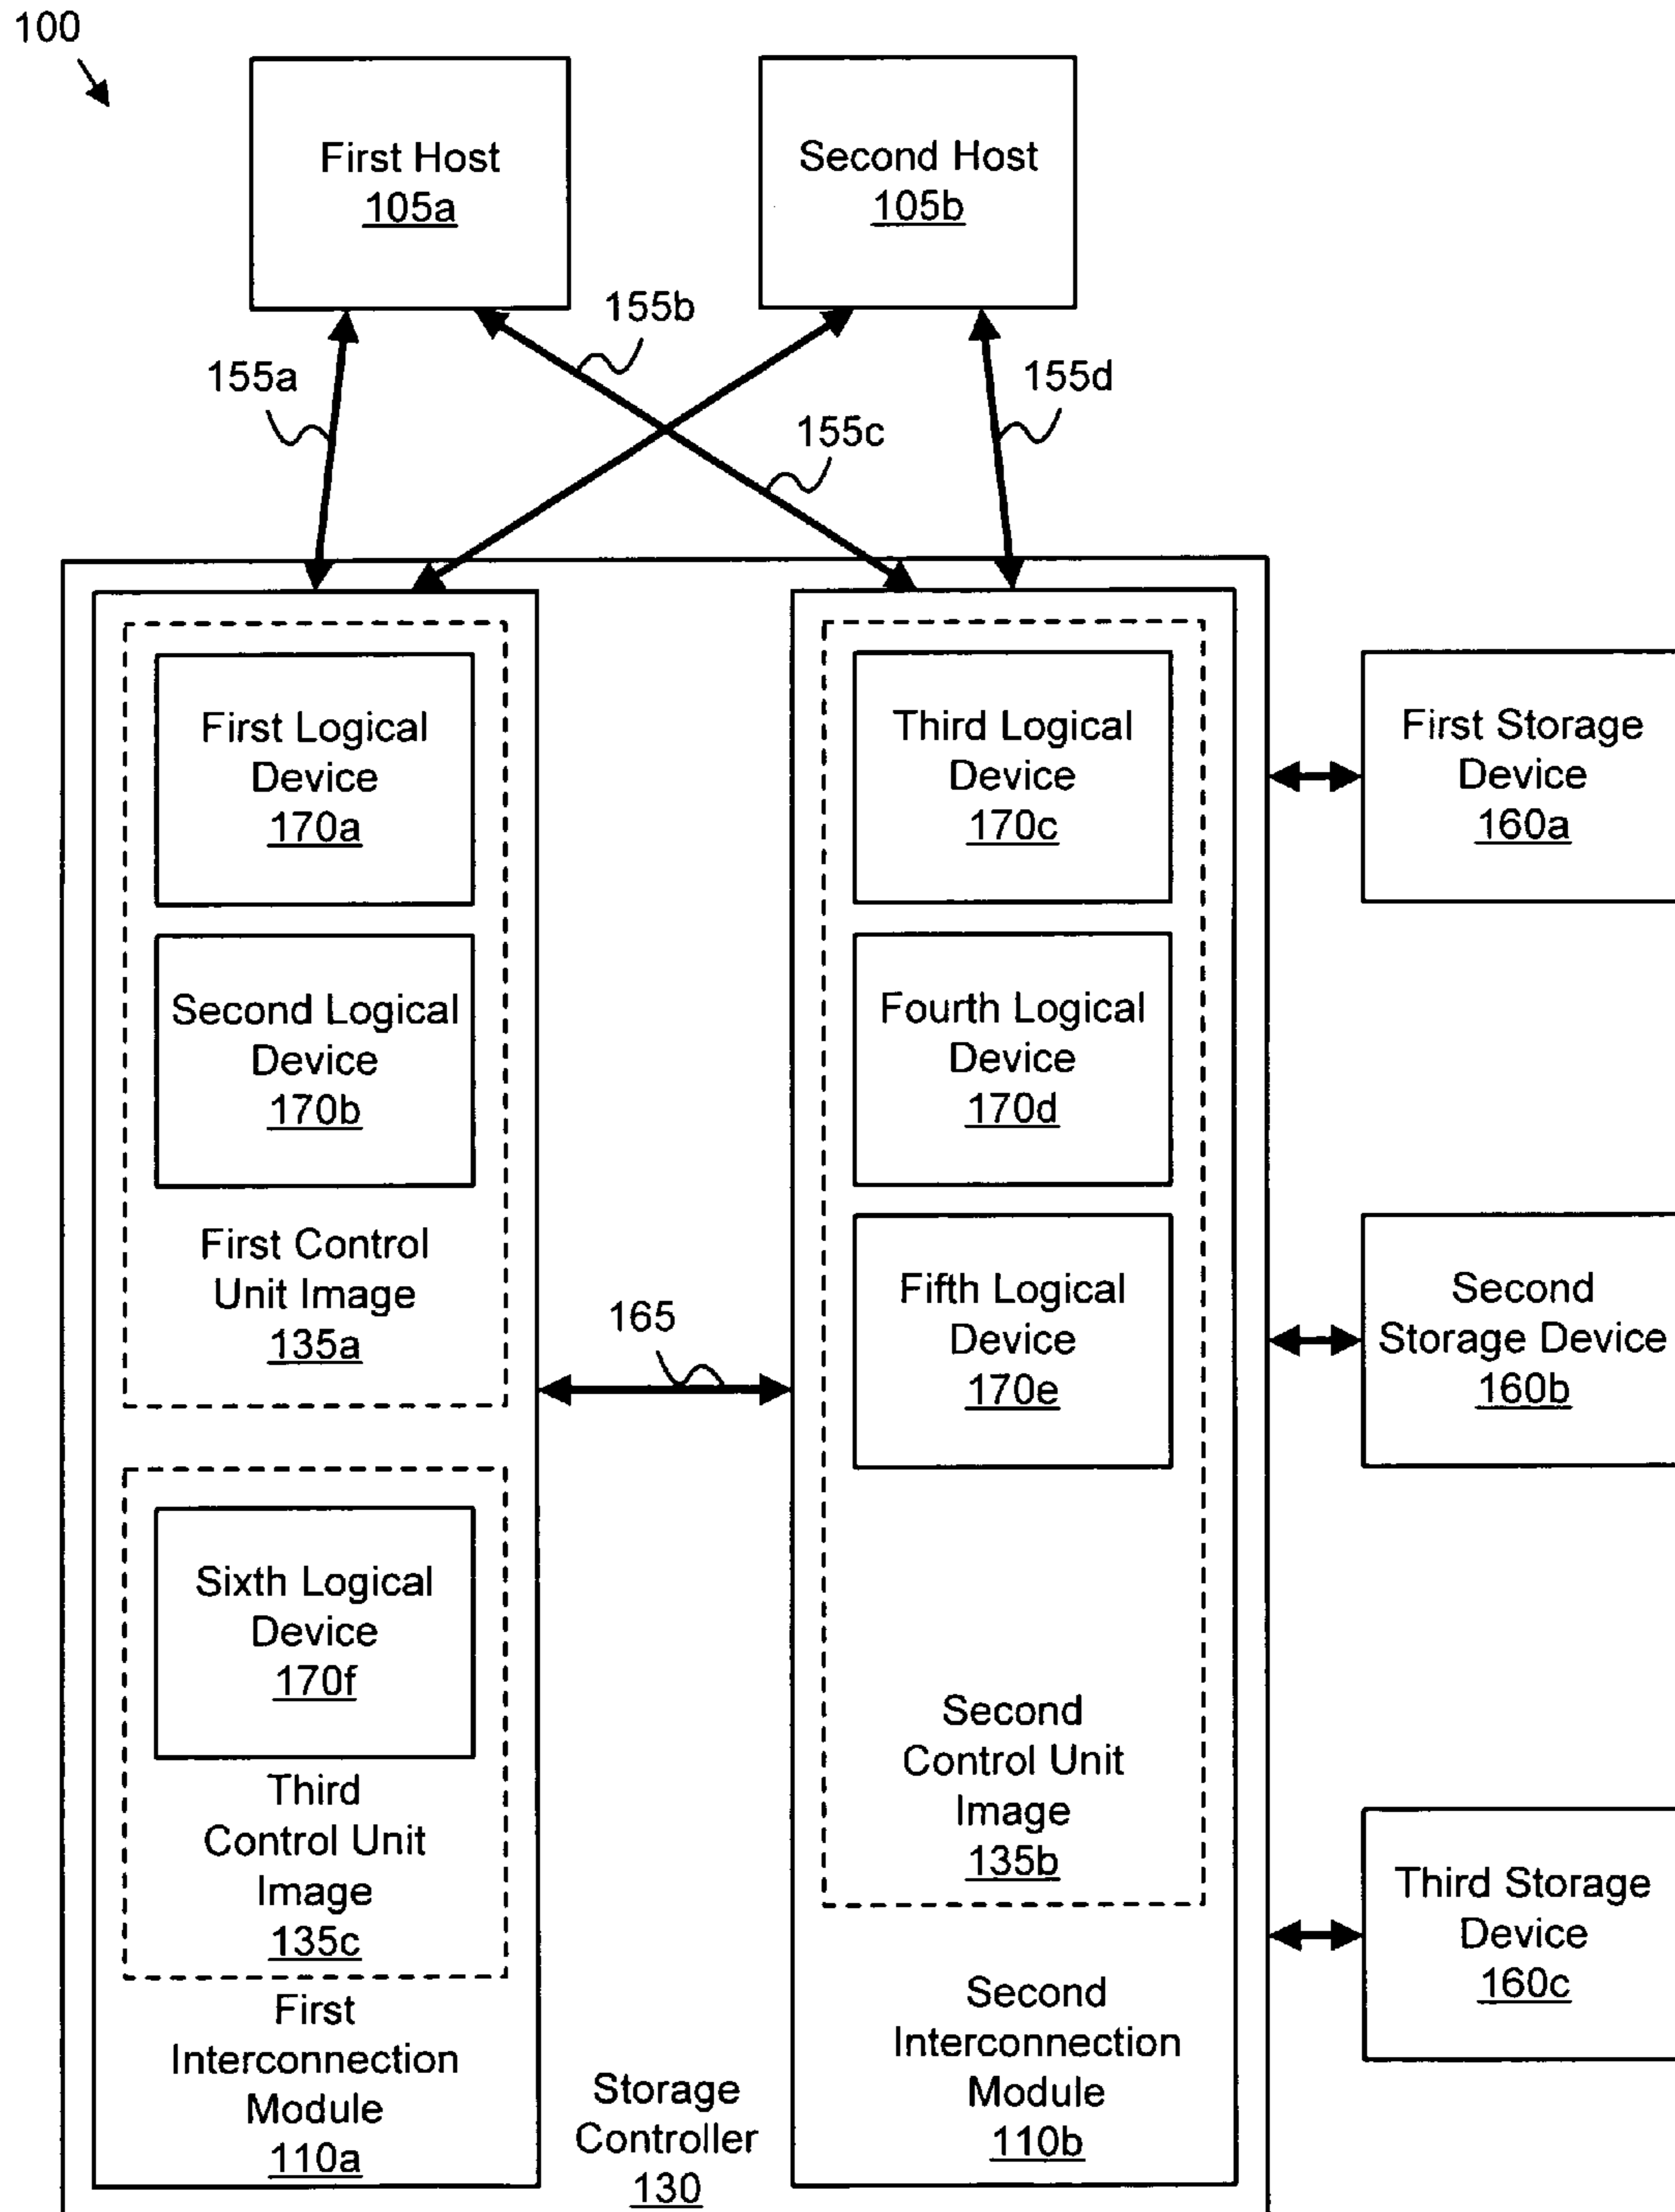 100
First Host
105a
Second Host
105b
155b
155a
155d
155c
First Logical
Device
170a
Second Logical
Device
170b
First Control
Unit Image
135a
Sixth Logical
Device
170f
Third
Control Unit
Image
135c
First
Interconnection
Module
110a
165
Storage
Controller
130
Third Logical
Device
170c
Fourth Logical
Device
170d
Fifth Logical
Device
170e
Second
Control Unit
Image
135b
Second
Interconnection
Module
110b
First Storage
Device
160a
Second
Storage Device
160b
Third Storage
Device
160c